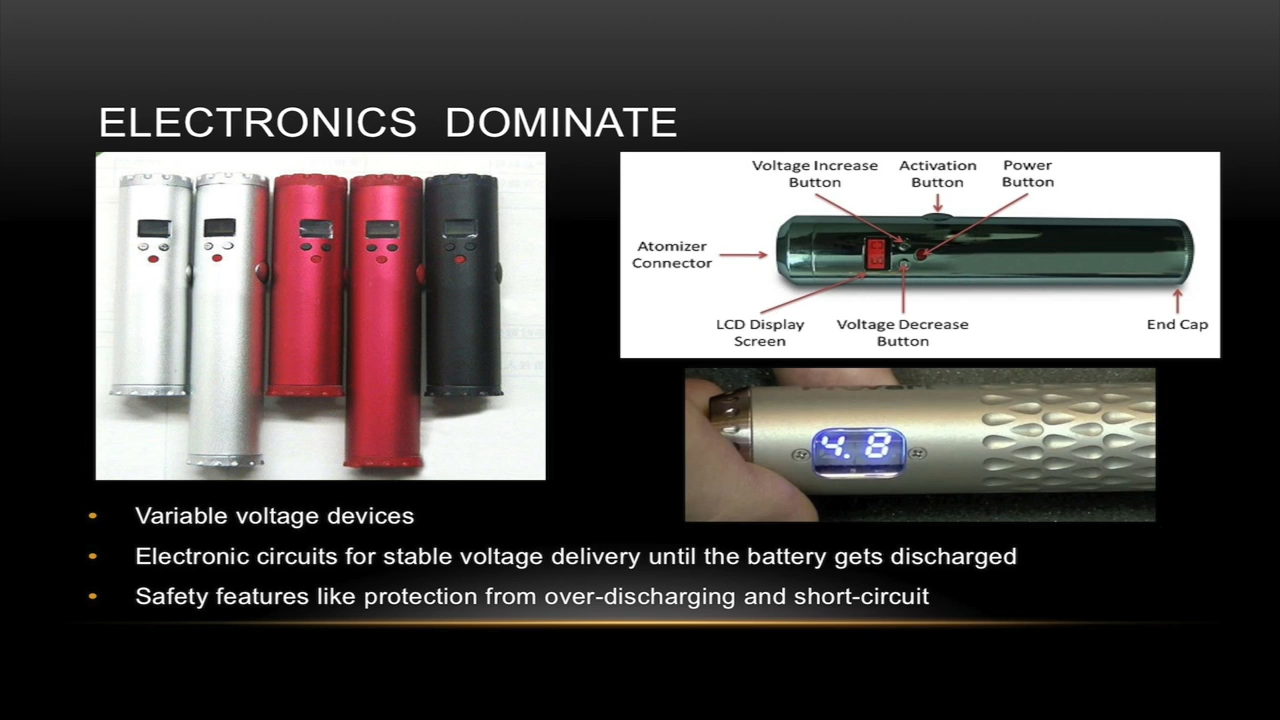 ELECTRONICS DOMINATE
Voltage Increase
Button
Activation
Button
Power
Button
Atomizer
Connector
LCD Display
Screen
Voltage Decrease
Button
End Cap
4.8
• Variable voltage devices
• Electronic circuits for stable voltage delivery until the battery gets discharged
• Safety features like protection from over-discharging and short-circuit